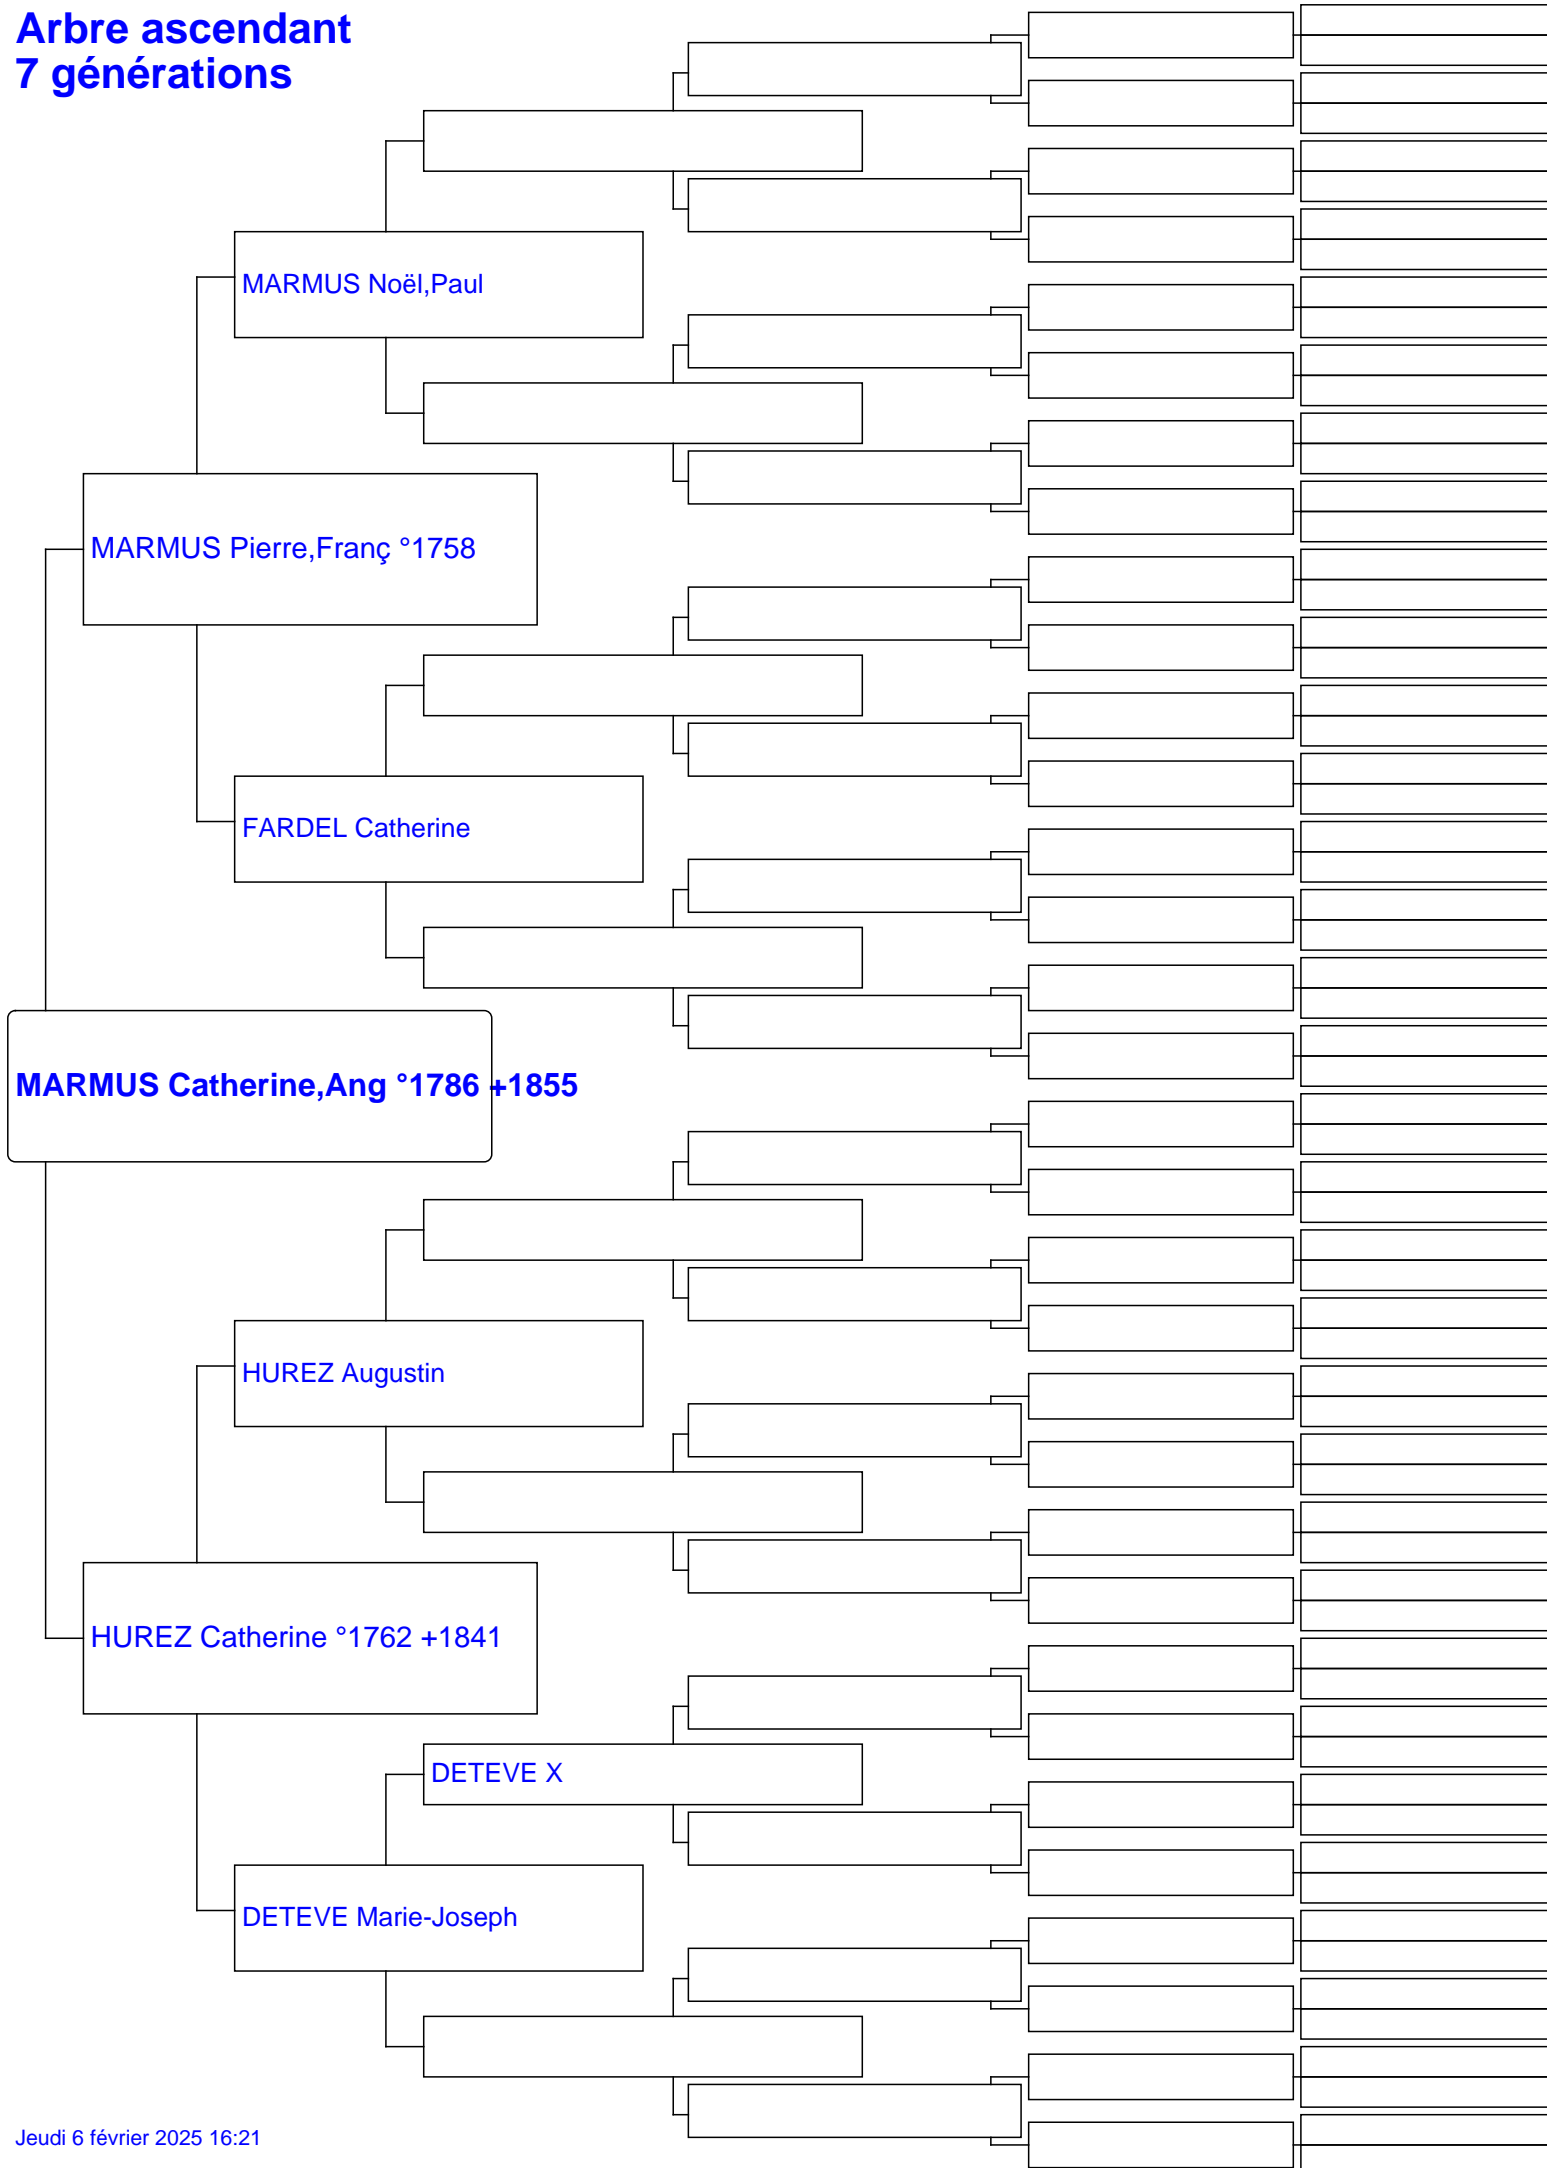 Arbre ascendant
7 générations
MARMUS Noël,Paul
MARMUS Pierre,Franç °1758
FARDEL Catherine
MARMUS Catherine,Ang °1786 +1855
HUREZ Augustin
HUREZ Catherine °1762 +1841
DETEVE X
DETEVE Marie-Joseph
Jeudi 6 février 2025 16:21